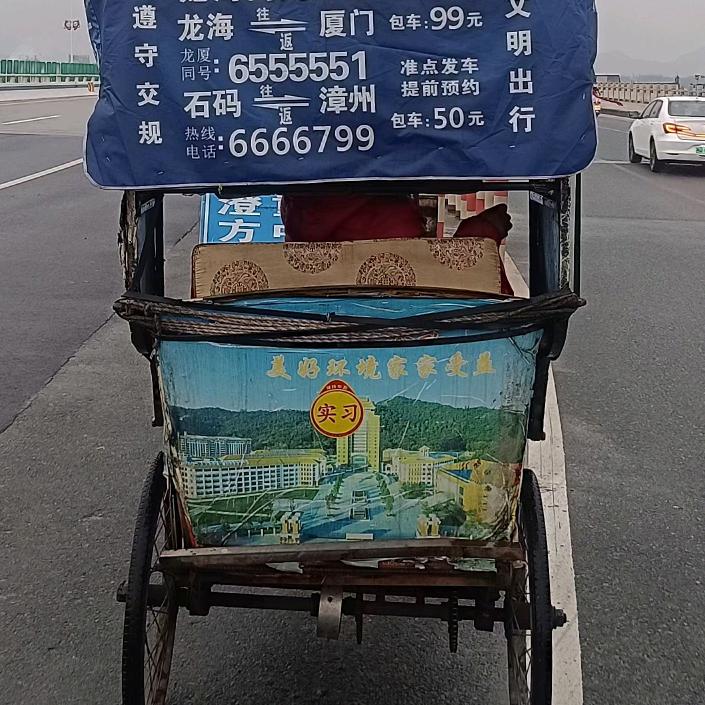 遵守交规
龙海 往返 厦门 包车:99元
龙厦同号:6555551
准点发车
提前预约
石码 往返 漳州
热线电话:6666799 包车:50元
文明出行
澄
方
美好环境家家受益
实习